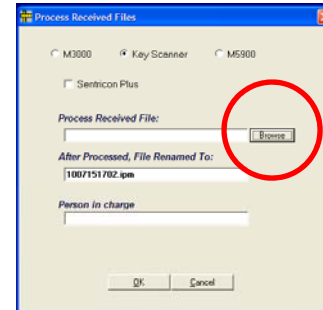 Process Received Files
M3000 Key Scanner M5900
Sentricon Plus
Process Received File:
Browse
After Processed, File Renamed To:
1007151702.ipm
Person in charge
OK Cancel